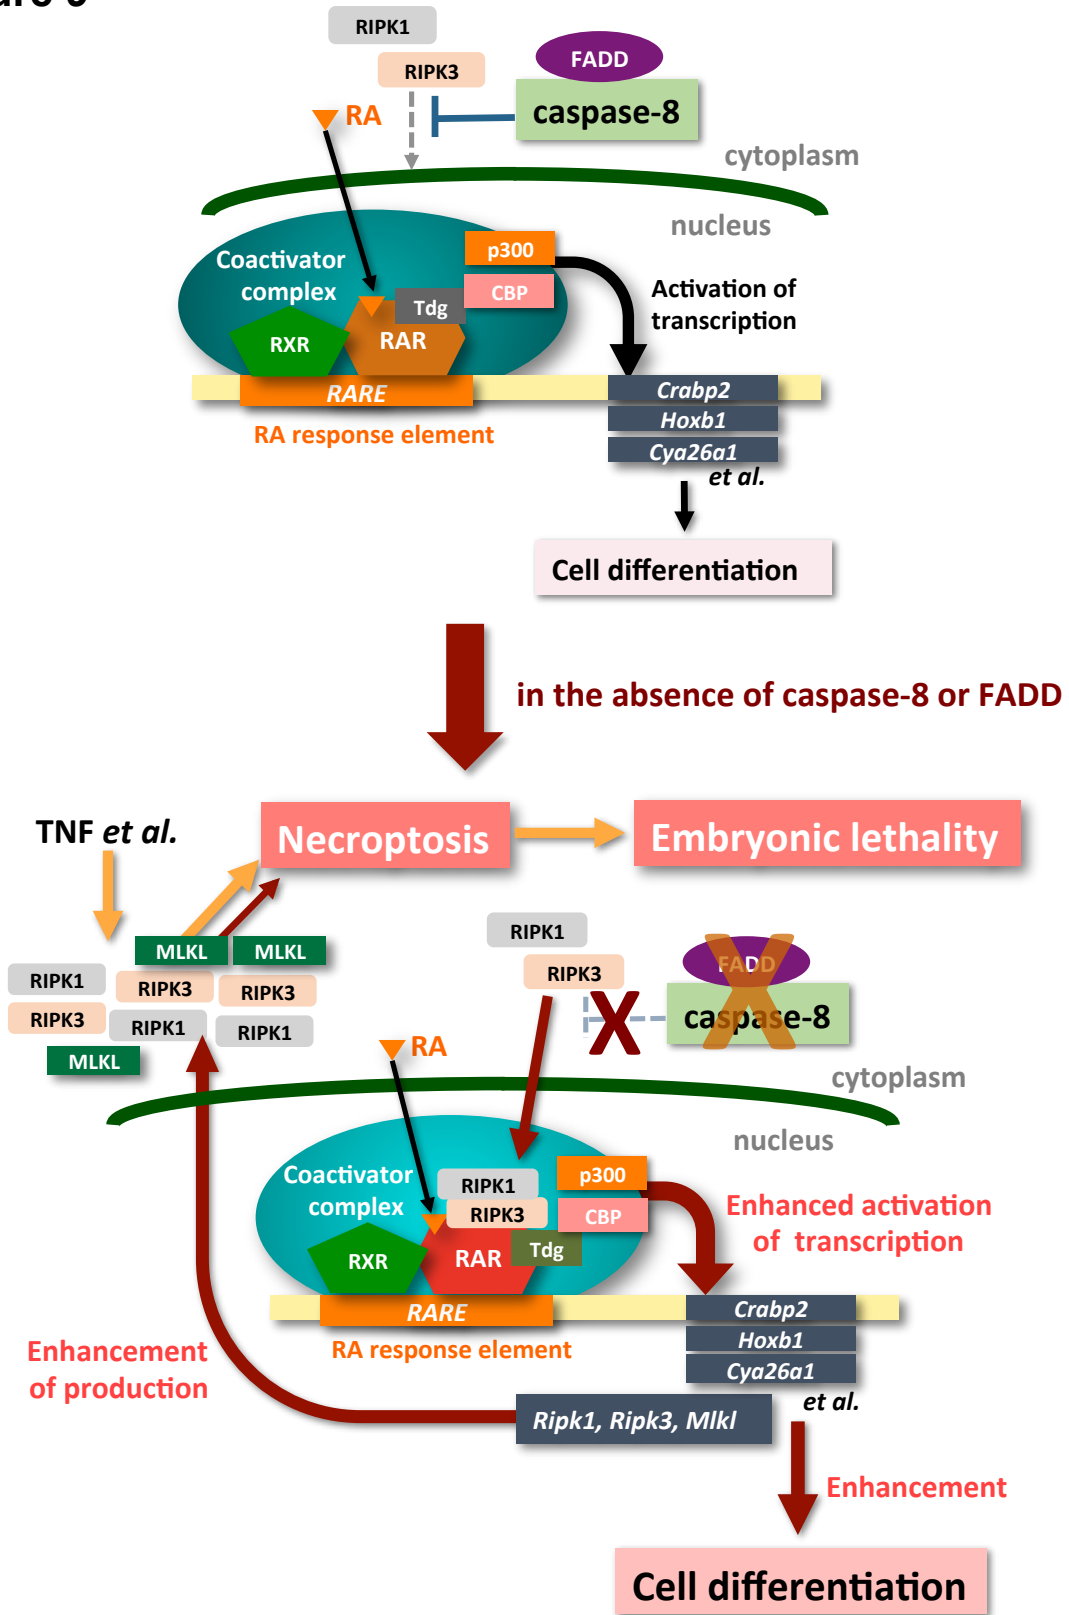 RIPK1
RIPK3
FADD
caspase-8
RA
cytoplasm
nucleus
Coactivator
complex
p300
CBP
Tdg
RXR
RAR
Activation of
transcription
RARE
RA response element
Crabp2
Hoxb1
Cya26a1
et al.
Cell differentiation
in the absence of caspase-8 or FADD
TNF et al.
Necroptosis
Embryonic lethality
MLKL
MLKL
RIPK1
RIPK3
RIPK3
RIPK3
RIPK1
RIPK1
MLKL
RIPK1
RIPK3
X
FADD
caspase-8
X
RA
cytoplasm
nucleus
Coactivator
complex
RIPK1
RIPK3
p300
CBP
Tdg
RXR
RAR
Enhanced activation
of transcription
RARE
RA response element
Crabp2
Hoxb1
Cya26a1
et al.
Enhancement
of production
Ripk1, Ripk3, Mlkl
Enhancement
Cell differentiation